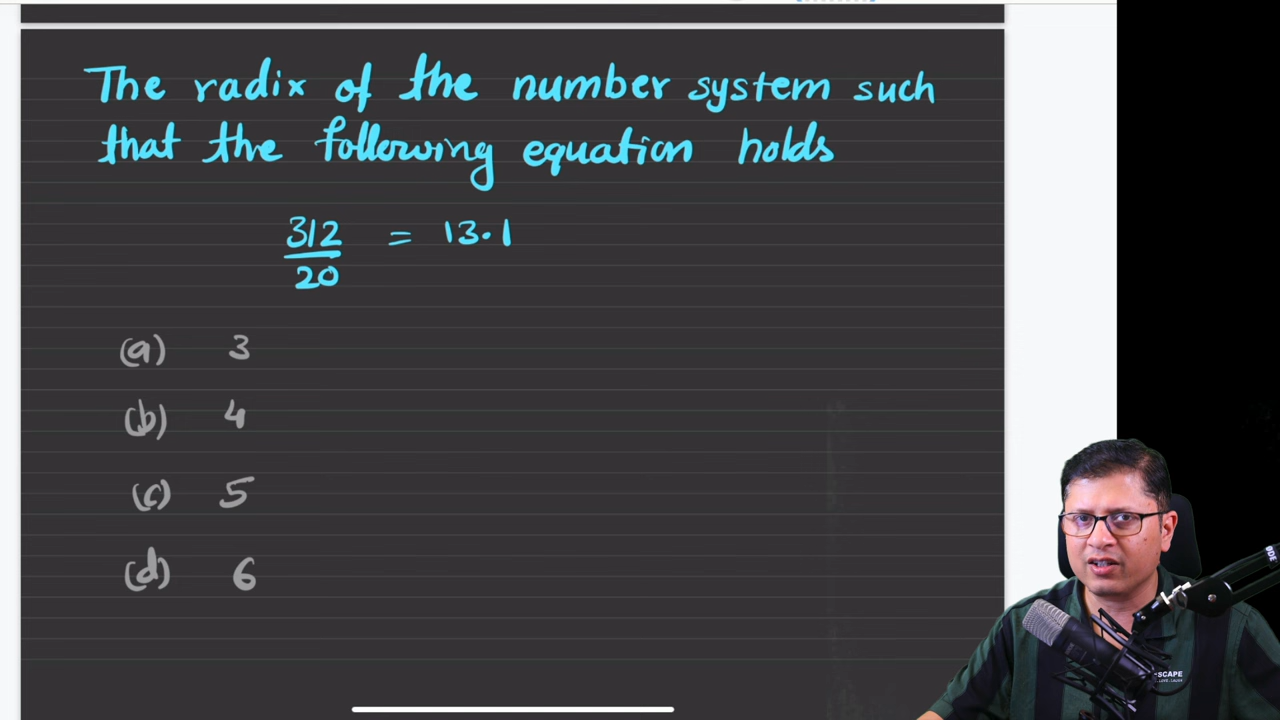 The radix of the number system such
that the following equation holds
312
20
= 13.1
(a) 3
(b) 4
(c) 5
(d) 6